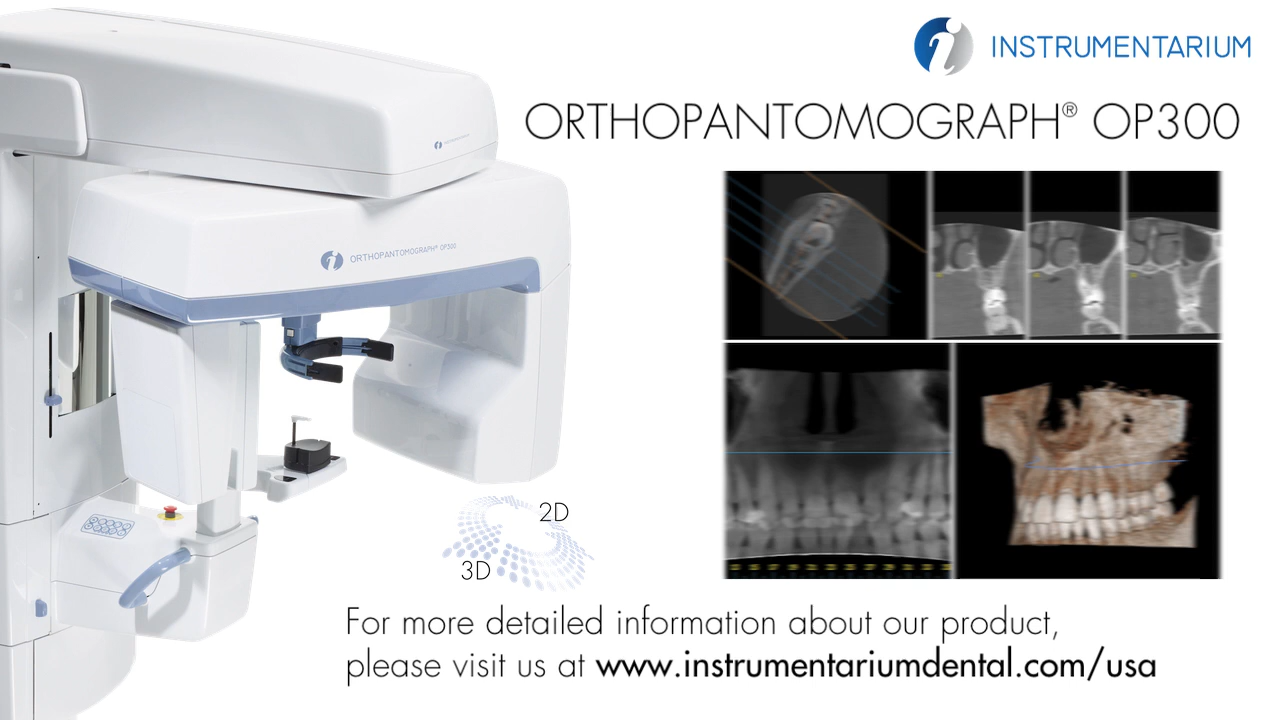 INSTRUMENTARIUM
ORTHOPANTOMOGRAPH® OP300
ORTHOPANTOMOGRAPH® OP300
2D
3D
For more detailed information about our product,
please visit us at www.instrumentariumdental.com/usa